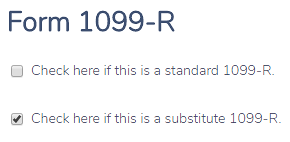 Form 1099-R
Check here if this is a standard 1099-R.
Check here if this is a substitute 1099-R.